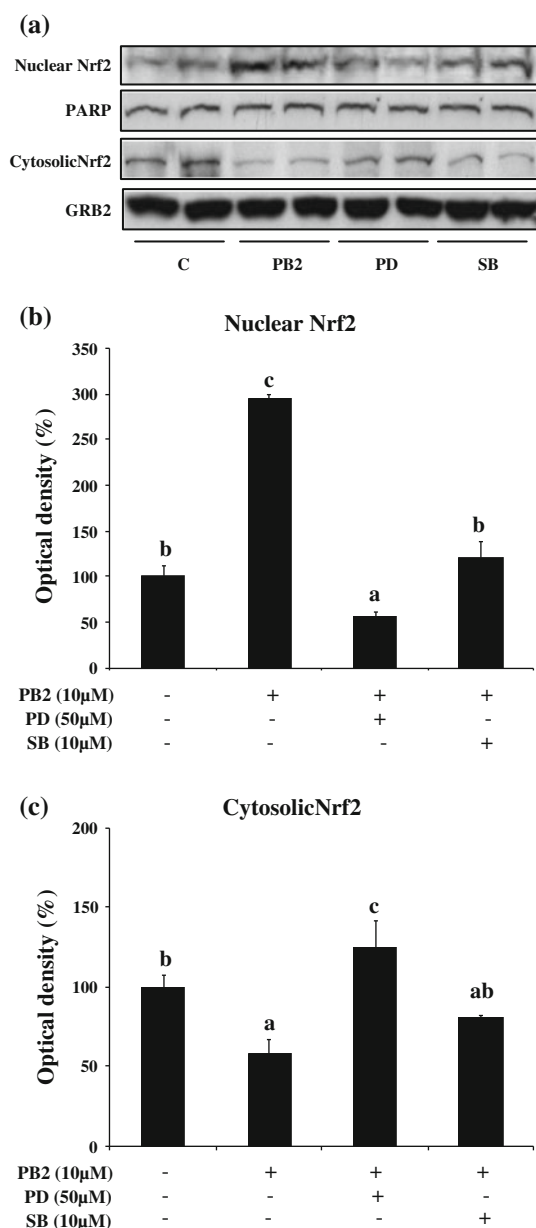 (a)
Nuclear Nrf2
PARP
CytosolicNrf2
GRB2
C PB2 PD SB
(b)
Nuclear Nrf2
Optical density (%)
350
300
250
200
150
100
50
0
b c a b
PB2 (10µM) - + + +
PD (50µM) - - + -
SB (10µM) - - - +
(c)
CytosolicNrf2
Optical density (%)
200
150
100
50
0
b a c ab
PB2 (10µM) - + + +
PD (50µM) - - + -
SB (10µM) - - - +